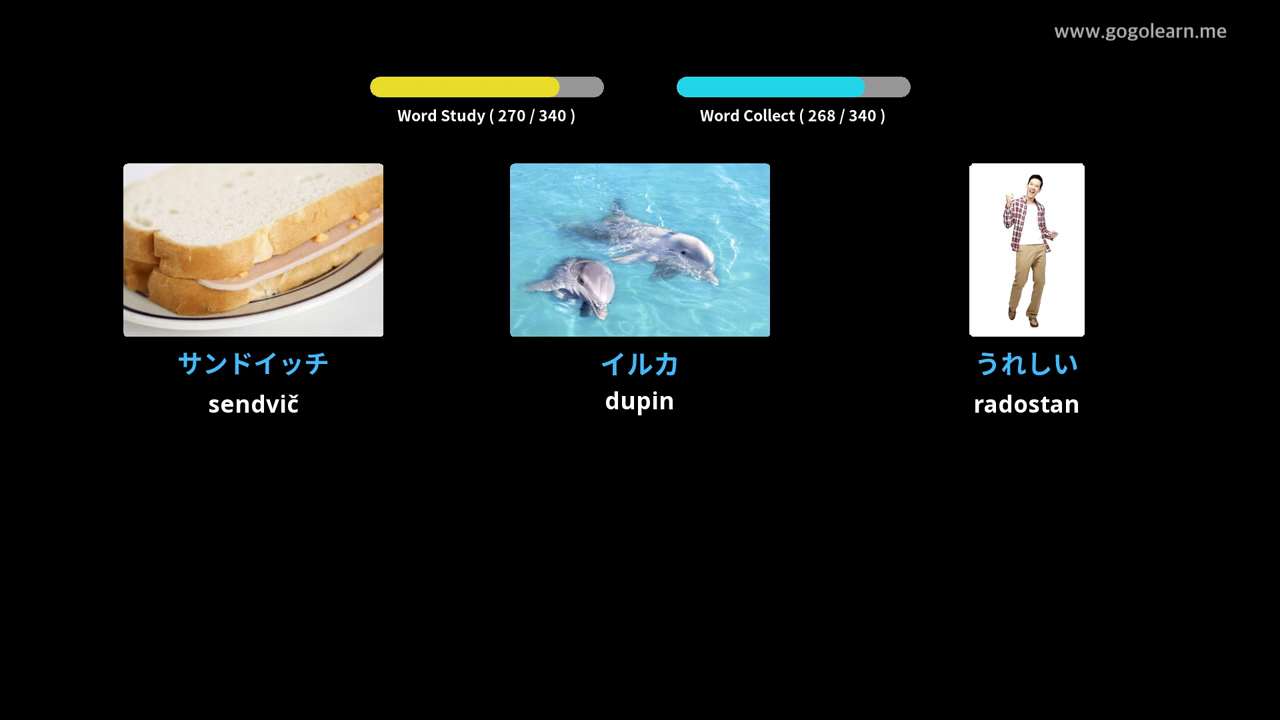 www.gogolearn.me
Word Study ( 270 / 340 )
Word Collect ( 268 / 340 )
サンドイッチ
sendvič
イルカ
dupin
うれしい
radostan